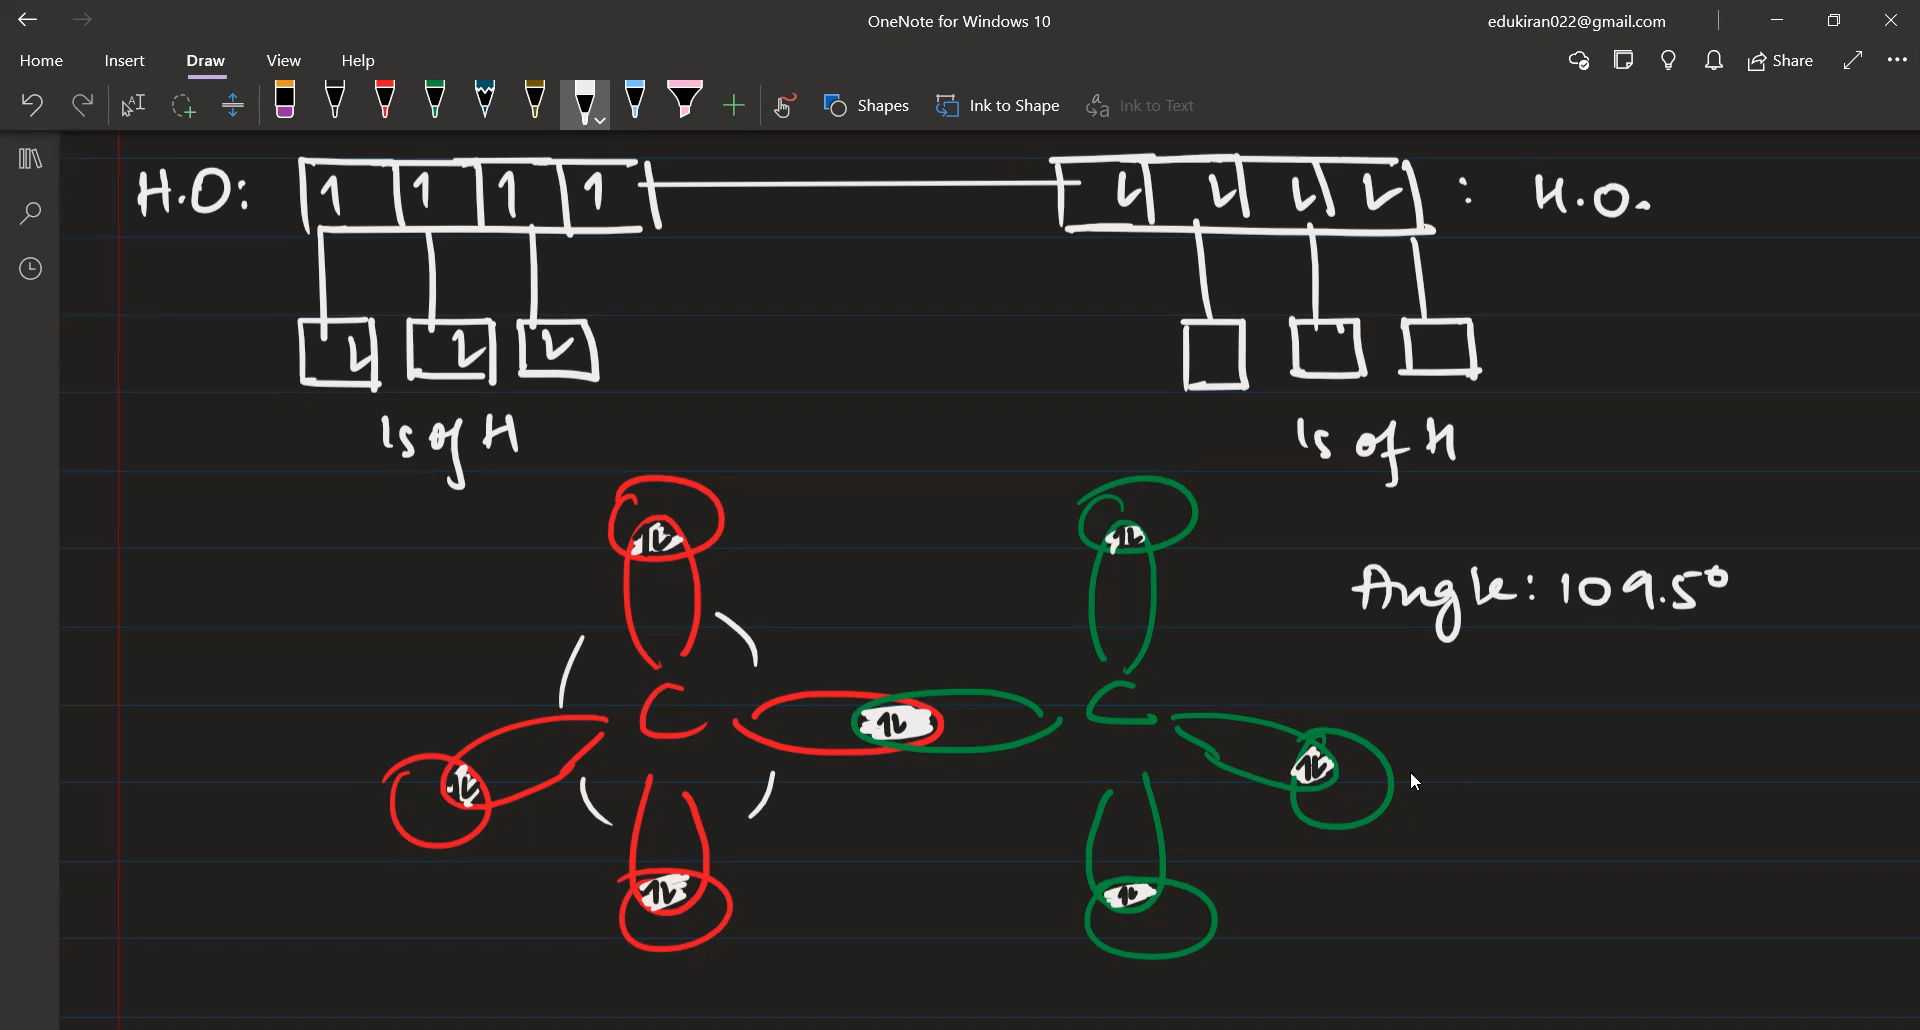 OneNote for Windows 10
edukiran022@gmail.com
Home Insert Draw View Help
Share
Shapes
Ink to Shape
Ink to Text
H.O: 1 1 1 1
: H.O.
1s of H
1s of H
Angle: 109.5°
C
C